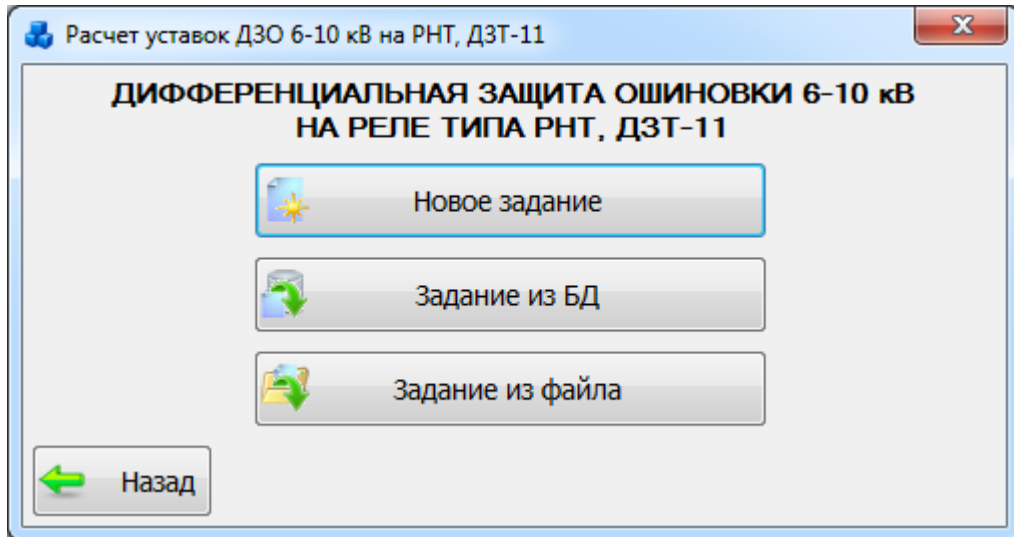 Расчет уставок ДЗО 6-10 кВ на РНТ, ДЗТ-11
ДИФФЕРЕНЦИАЛЬНАЯ ЗАЩИТА ОШИНОВКИ 6-10 кВ
НА РЕЛЕ ТИПА РНТ, ДЗТ-11
Новое задание
Задание из БД
Задание из файла
Назад